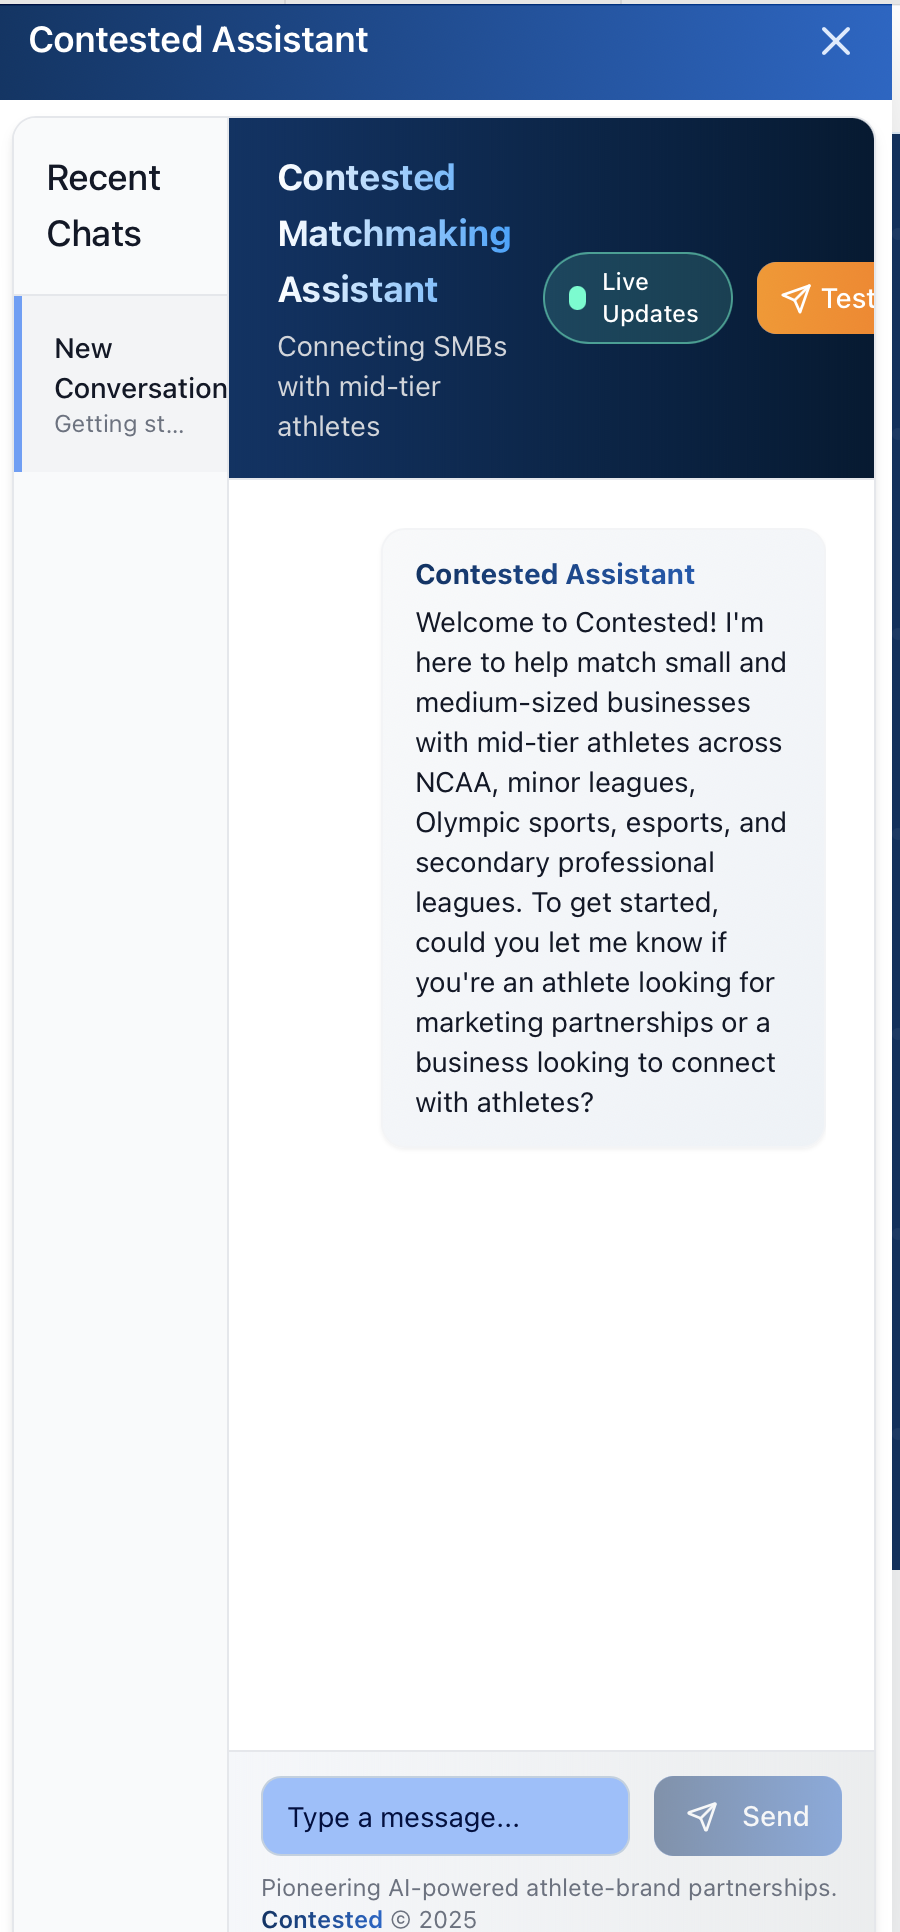 Contested Assistant
Recent
Chats
New
Conversation
Getting st...
Contested
Matchmaking
Assistant
Connecting SMBs
with mid-tier
athletes
Live
Updates
Test
Contested Assistant
Welcome to Contested! I'm
here to help match small and
medium-sized businesses
with mid-tier athletes across
NCAA, minor leagues,
Olympic sports, esports, and
secondary professional
leagues. To get started,
could you let me know if
you're an athlete looking for
marketing partnerships or a
business looking to connect
with athletes?
Type a message...
Send
Pioneering AI-powered athlete-brand partnerships.
Contested © 2025